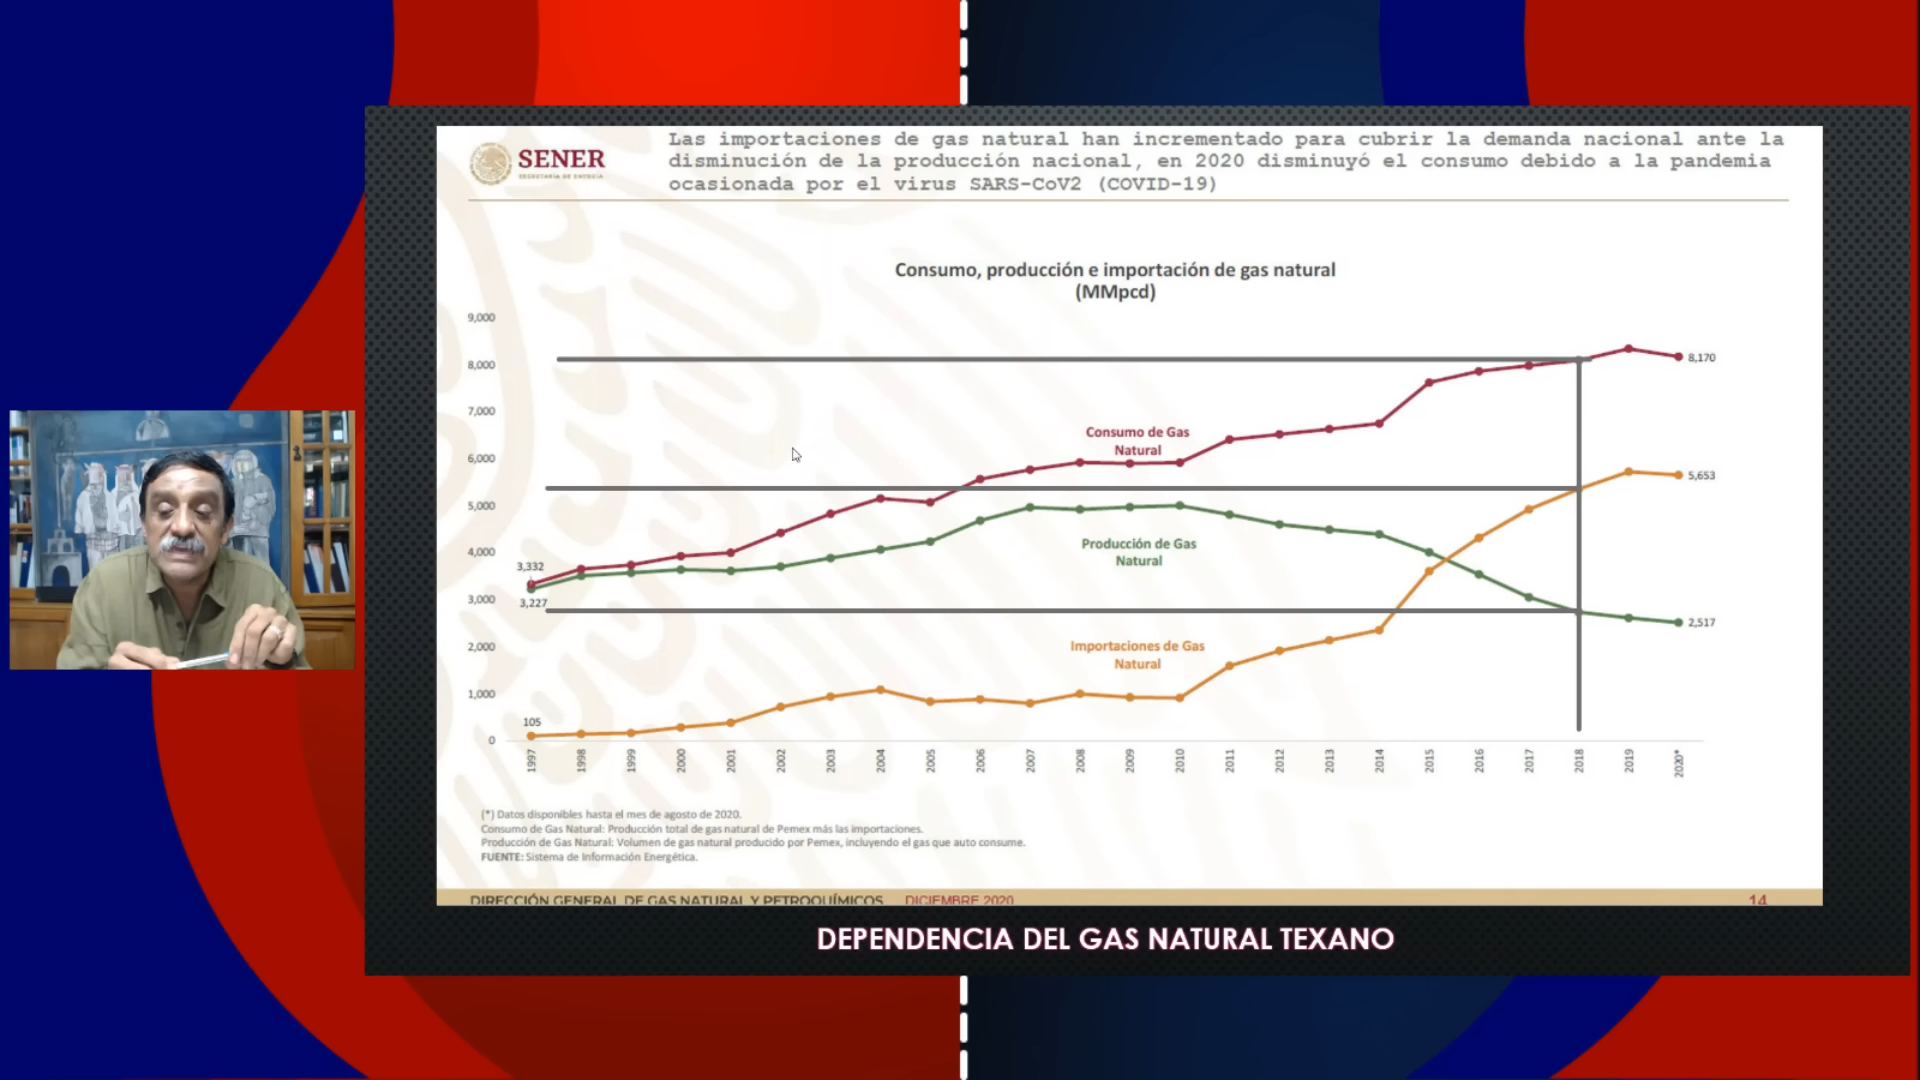 SENER
SECRETARÍA DE ENERGÍA
Las importaciones de gas natural han incrementado para cubrir la demanda nacional ante la
disminución de la producción nacional, en 2020 disminuyó el consumo debido a la pandemia
ocasionada por el virus SARS-CoV2 (COVID-19)
Consumo, producción e importación de gas natural
(MMpcd)
9,000
8,000
7,000
6,000
5,000
4,000
3,000
2,000
1,000
0
8,170
Consumo de Gas
Natural
5,653
Producción de Gas
Natural
3,332
3,227
2,517
Importaciones de Gas
Natural
105
1997
1998
1999
2000
2001
2002
2003
2004
2005
2006
2007
2008
2009
2010
2011
2012
2013
2014
2015
2016
2017
2018
2019
2020*
(*) Datos disponibles hasta el mes de agosto de 2020.
Consumo de Gas Natural: Producción total de gas natural de Pemex más las importaciones.
Producción de Gas Natural: Volumen de gas natural producido por Pemex, incluyendo el gas que auto consume.
FUENTE: Sistema de Información Energética.
DIRECCIÓN GENERAL DE GAS NATURAL Y PETROQUÍMICOS DICIEMBRE 2020 14
DEPENDENCIA DEL GAS NATURAL TEXANO